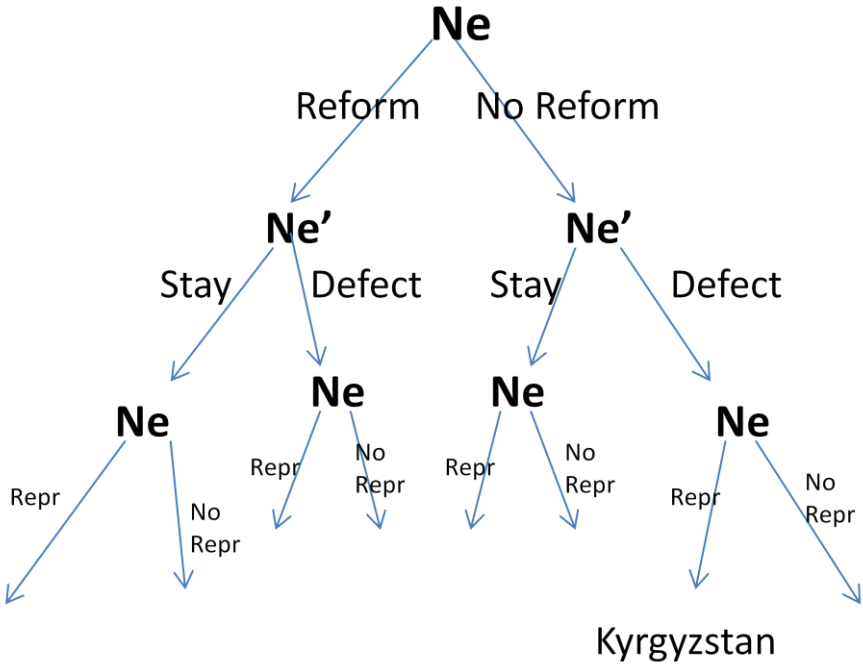 Ne
Reform
No Reform
Ne’
Ne’
Stay
Defect
Stay
Defect
Ne
Ne
Ne
Ne
Repr
No
Repr
Repr
No
Repr
Repr
No
Repr
Repr
No
Repr
Kyrgyzstan